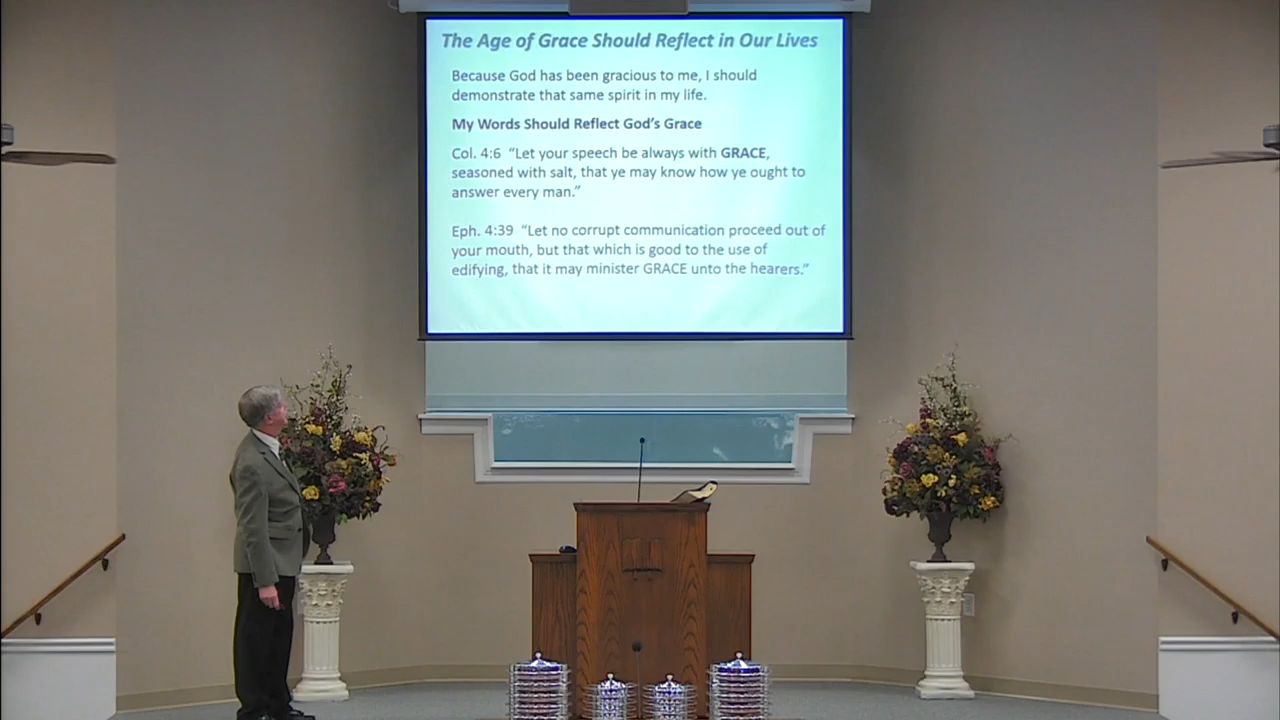 The Age of Grace Should Reflect in Our Lives
Because God has been gracious to me, I should
demonstrate that same spirit in my life.
My Words Should Reflect God's Grace
Col. 4:6 “Let your speech be always with GRACE,
seasoned with salt, that ye may know how ye ought to
answer every man.”
Eph. 4:39 “Let no corrupt communication proceed out of
your mouth, but that which is good to the use of
edifying, that it may minister GRACE unto the hearers.”